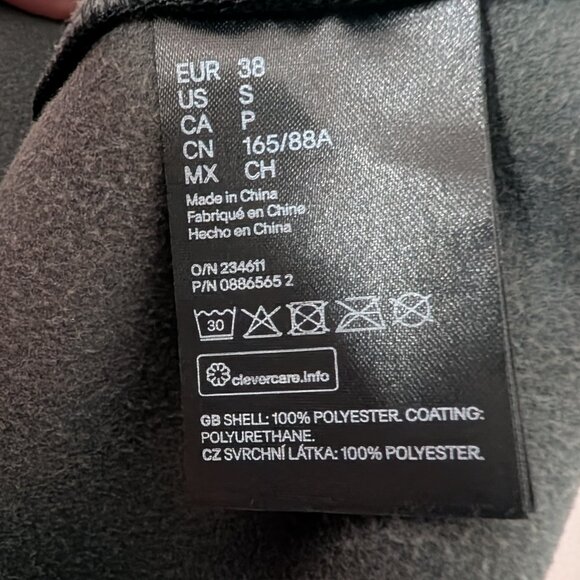 EUR 38
US S
CA P
CN 165/88A
MX CH
Made in China
Fabriqué en Chine
Hecho en China
O/N 234611
P/N 0886565 2
30
clevercare.info
GB SHELL: 100% POLYESTER. COATING:
POLYURETHANE.
CZ SVRCHNÍ LÁTKA: 100% POLYESTER.